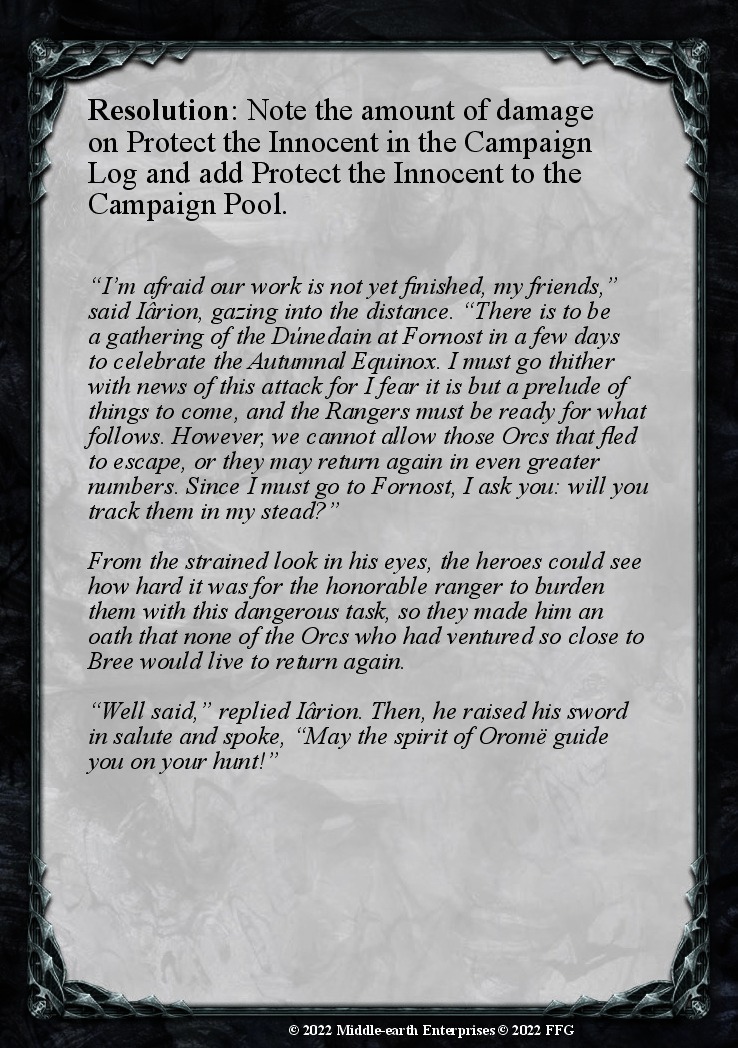 Resolution: Note the amount of damage
on Protect the Innocent in the Campaign
Log and add Protect the Innocent to the
Campaign Pool.
“I’m afraid our work is not yet finished, my friends,”
said Iârion, gazing into the distance. “There is to be
a gathering of the Dúnedain at Fornost in a few days
to celebrate the Autumnal Equinox. I must go thither
with news of this attack for I fear it is but a prelude of
things to come, and the Rangers must be ready for what
follows. However, we cannot allow those Orcs that fled
to escape, or they may return again in even greater
numbers. Since I must go to Fornost, I ask you: will you
track them in my stead?”
From the strained look in his eyes, the heroes could see
how hard it was for the honorable ranger to burden
them with this dangerous task, so they made him an
oath that none of the Orcs who had ventured so close to
Bree would live to return again.
“Well said,” replied Iârion. Then, he raised his sword
in salute and spoke, “May the spirit of Oromë guide
you on your hunt!”
© 2022 Middle-earth Enterprises © 2022 FFG